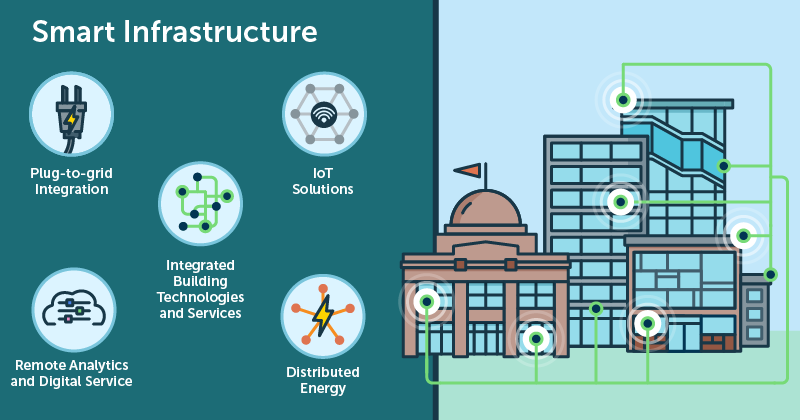 Smart Infrastructure
Plug-to-grid
Integration
IoT
Solutions
Integrated
Building
Technologies
and Services
Remote Analytics
and Digital Service
Distributed
Energy